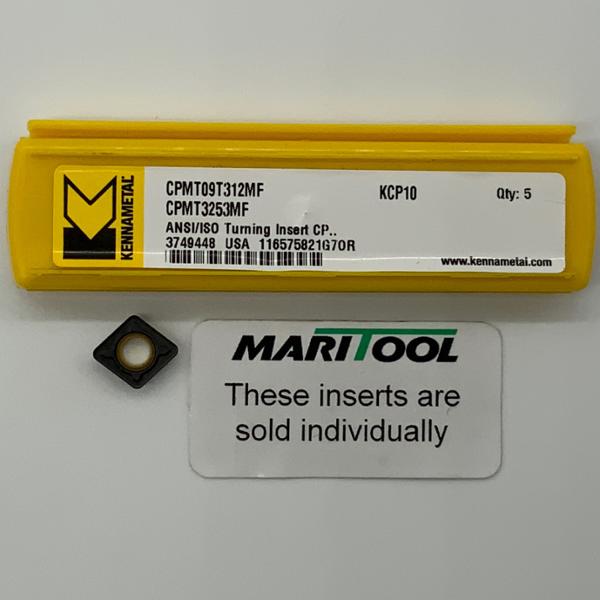 KENNAMETAL
CPMT09T312MF KCP10 Qty: 5
CPMT3253MF
ANSI/ISO Turning Insert CP..
3749448 USA 116575821G70R
www.kennametal.com
MARITOOL
These inserts are
sold individually